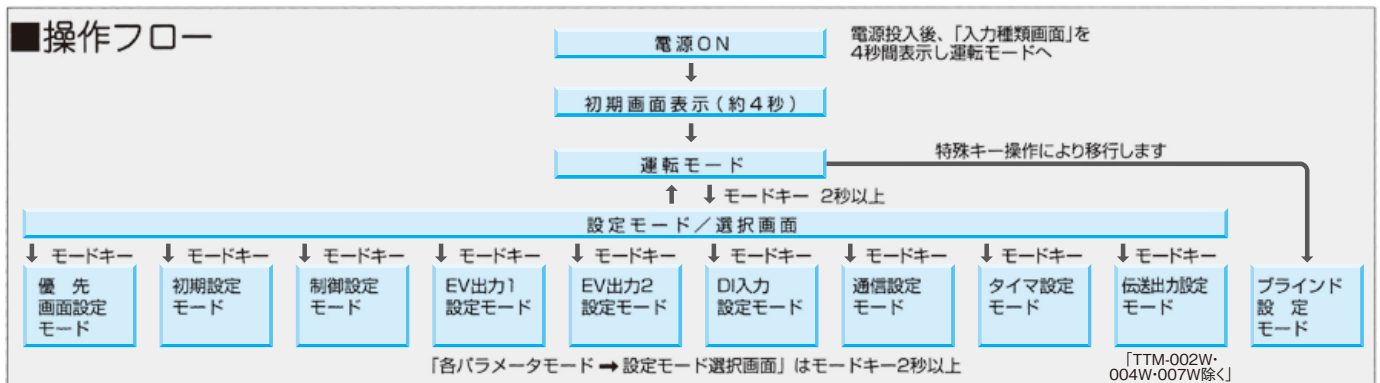 ■操作フロー
電源ON
電源投入後、「入力種類画面」を
4秒間表示し運転モードへ
初期画面表示(約4秒)
運転モード
特殊キー操作により移行します
モードキー 2秒以上
設定モード/選択画面
モードキー
モードキー
モードキー
モードキー
モードキー
モードキー
モードキー
モードキー
モードキー
優 先
画面設定
モード
初期設定
モード
制御設定
モード
EV出力1
設定モード
EV出力2
設定モード
DI入力
設定モード
通信設定
モード
タイマ設定
モード
伝送出力設定
モード
ブラインド
設 定
モード
「各パラメータモード➡設定モード選択画面」はモードキー2秒以上
「TTM-002W・
004W・007W除く」